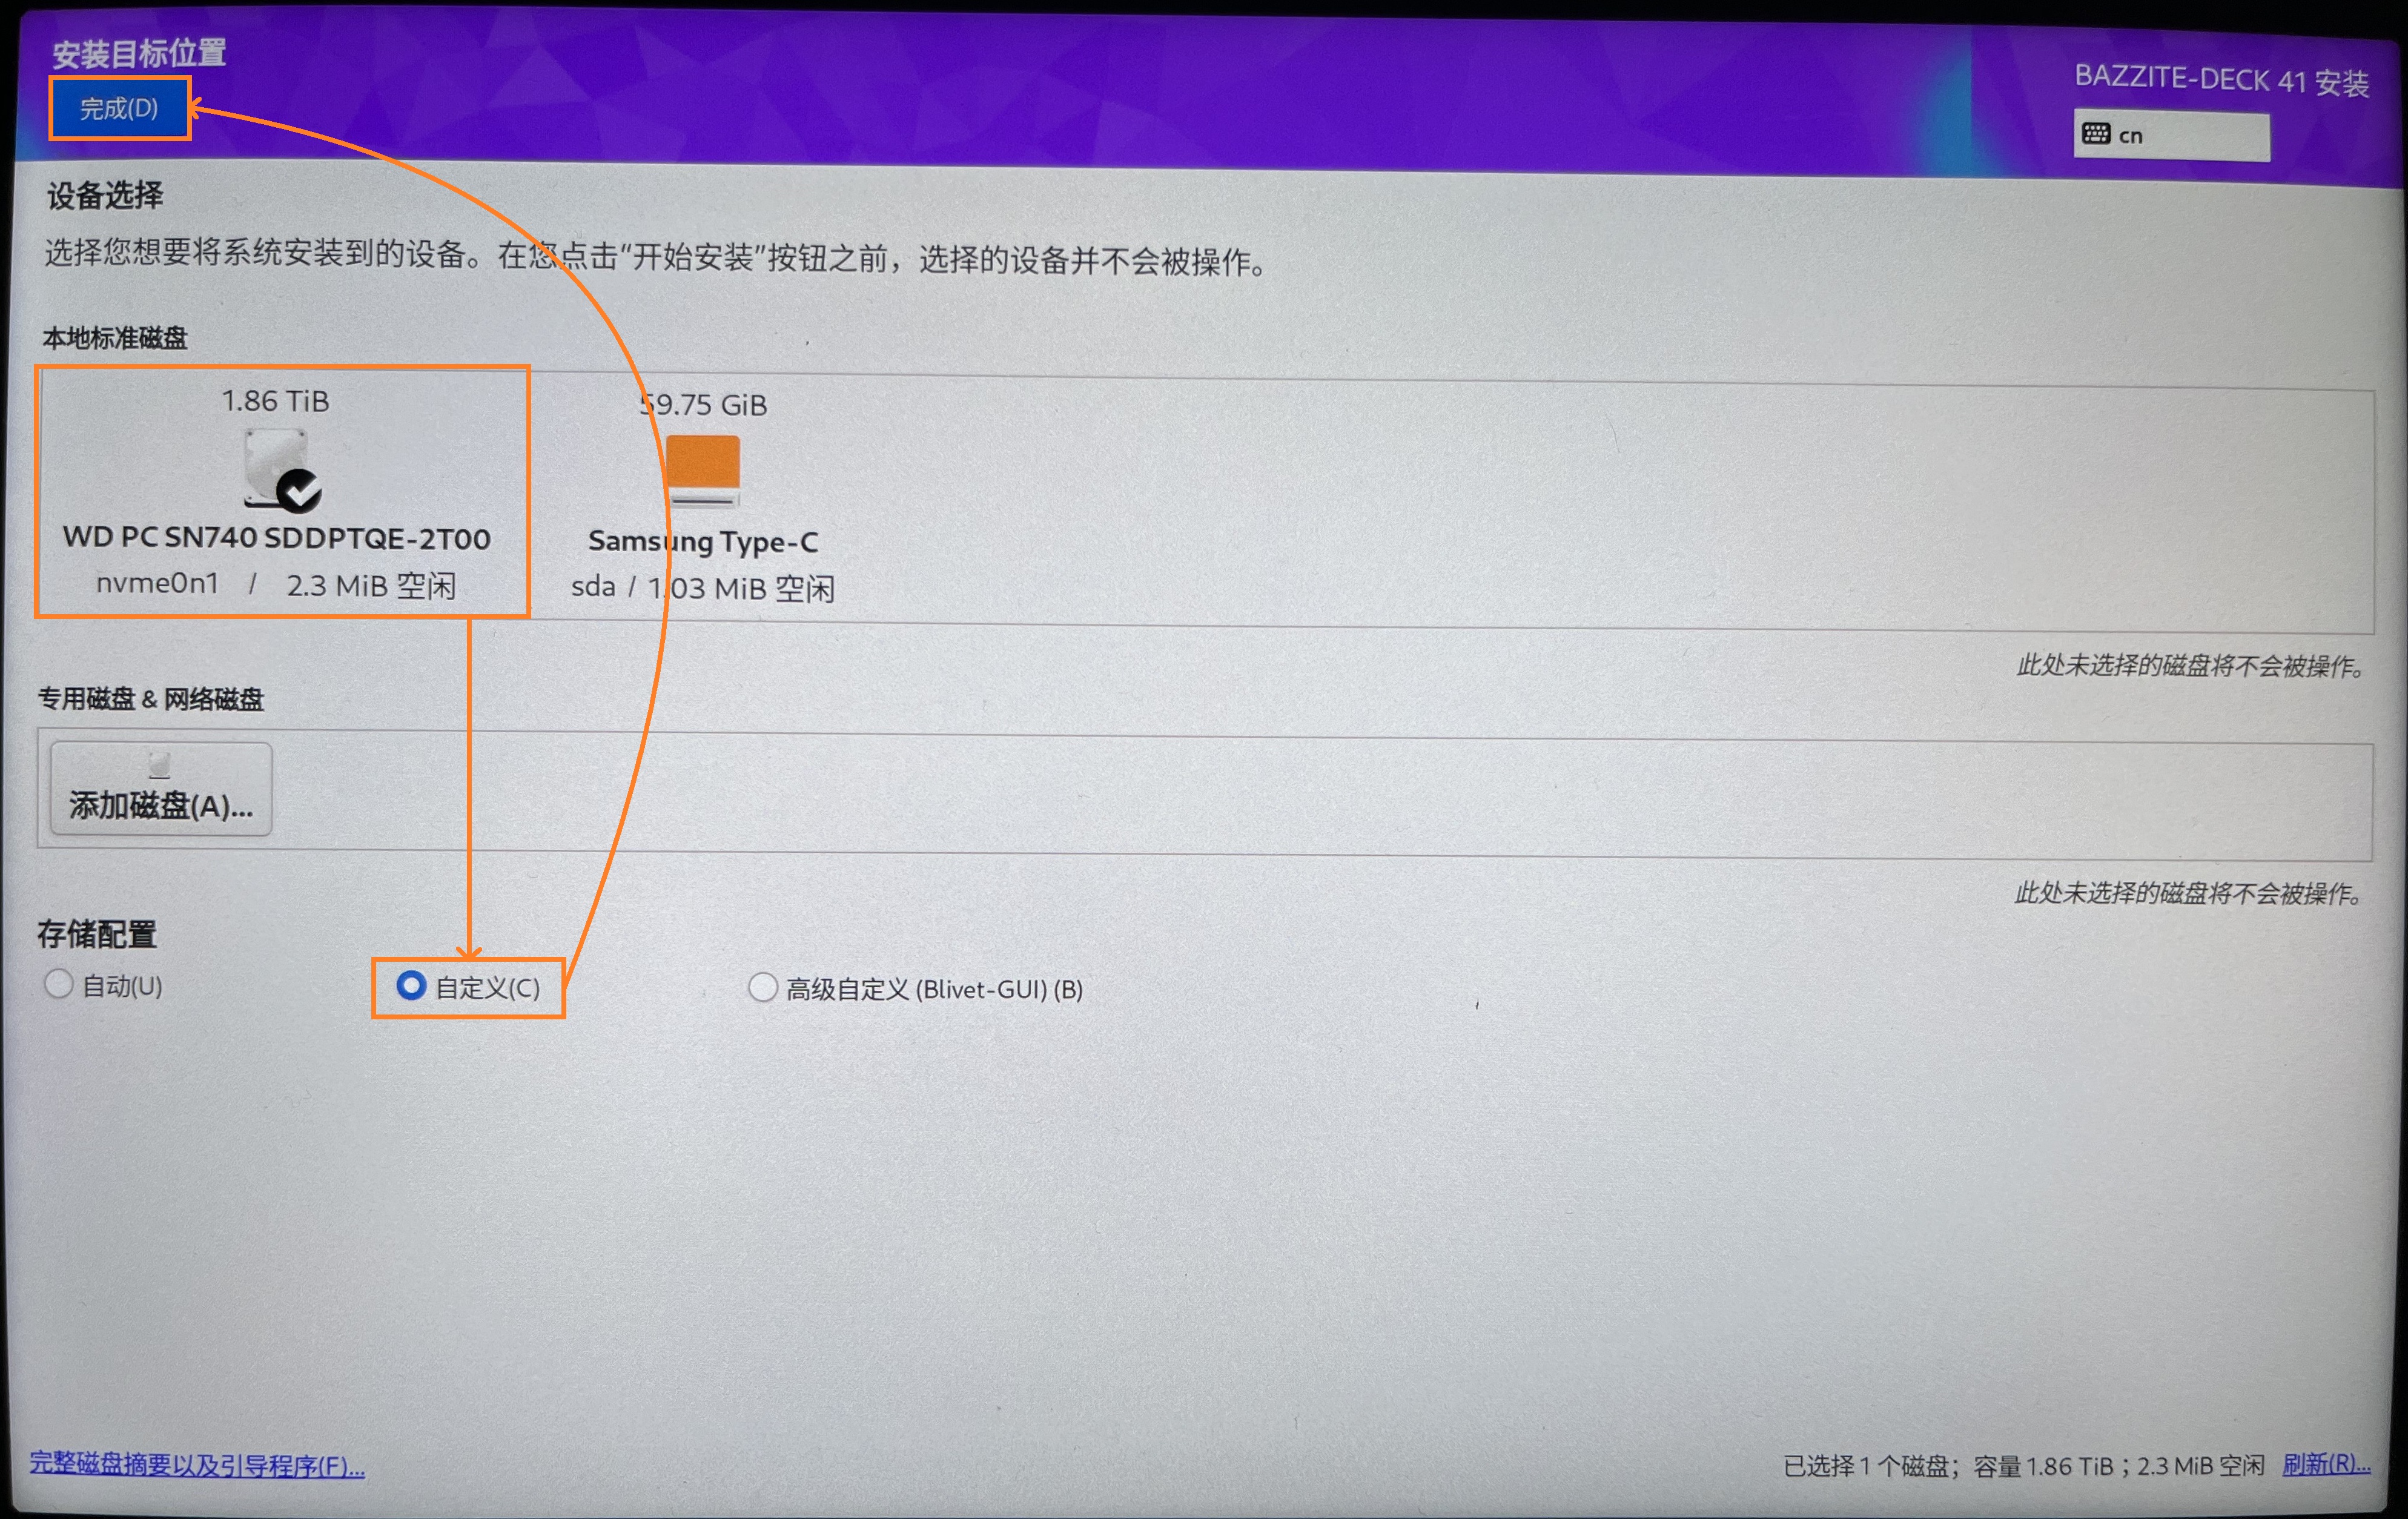 安装目标位置
完成(D)
BAZZITE-DECK 41 安装
cn
设备选择
选择您想要将系统安装到的设备。在您点击“开始安装”按钮之前，选择的设备并不会被操作。
本地标准磁盘
1.86 TiB
WD PC SN740 SDDPTQE-2T00
nvme0n1 / 2.3 MiB 空闲
59.75 GiB
Samsung Type-C
sda / 1.03 MiB 空闲
此处未选择的磁盘将不会被操作。
专用磁盘 & 网络磁盘
添加磁盘(A)...
此处未选择的磁盘将不会被操作。
存储配置
自动(U)
自定义(C)
高级自定义 (Blivet-GUI) (B)
完整磁盘摘要以及引导程序(F)...
已选择 1 个磁盘；容量 1.86 TiB；2.3 MiB 空闲 刷新(R)...